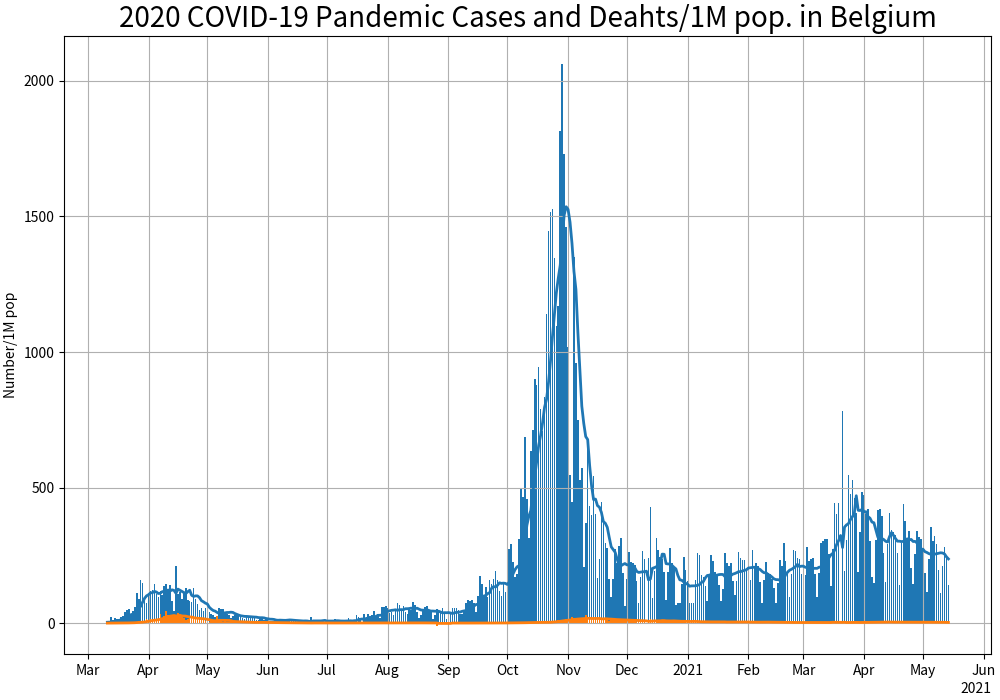 2020 COVID-19 Pandemic Cases and Deahts/1M pop. in Belgium
Number/1M pop
2000
1500
1000
500
0
Mar Apr May Jun Jul Aug Sep Oct Nov Dec 2021 Feb Mar Apr May Jun
2021